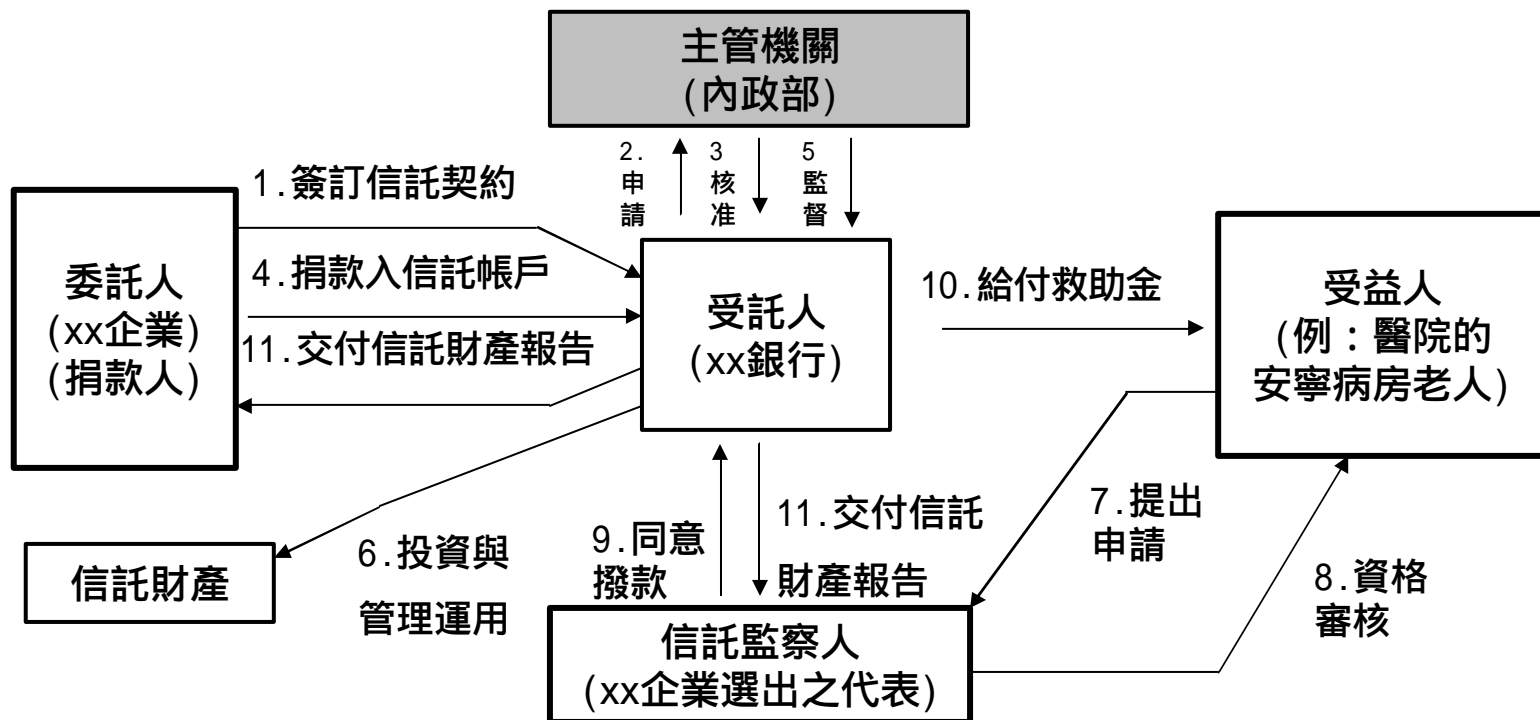 主管機關
(內政部)
2.
申
請
3
核
准
5
監
督
1.簽訂信託契約
委託人
(xx企業)
(捐款人)
4.捐款入信託帳戶
11.交付信託財產報告
受託人
(xx銀行)
10.給付救助金
受益人
(例：醫院的
安寧病房老人)
信託財產
6.投資與
管理運用
9.同意
撥款
11.交付信託
財產報告
7.提出
申請
8.資格
審核
信託監察人
(xx企業選出之代表)